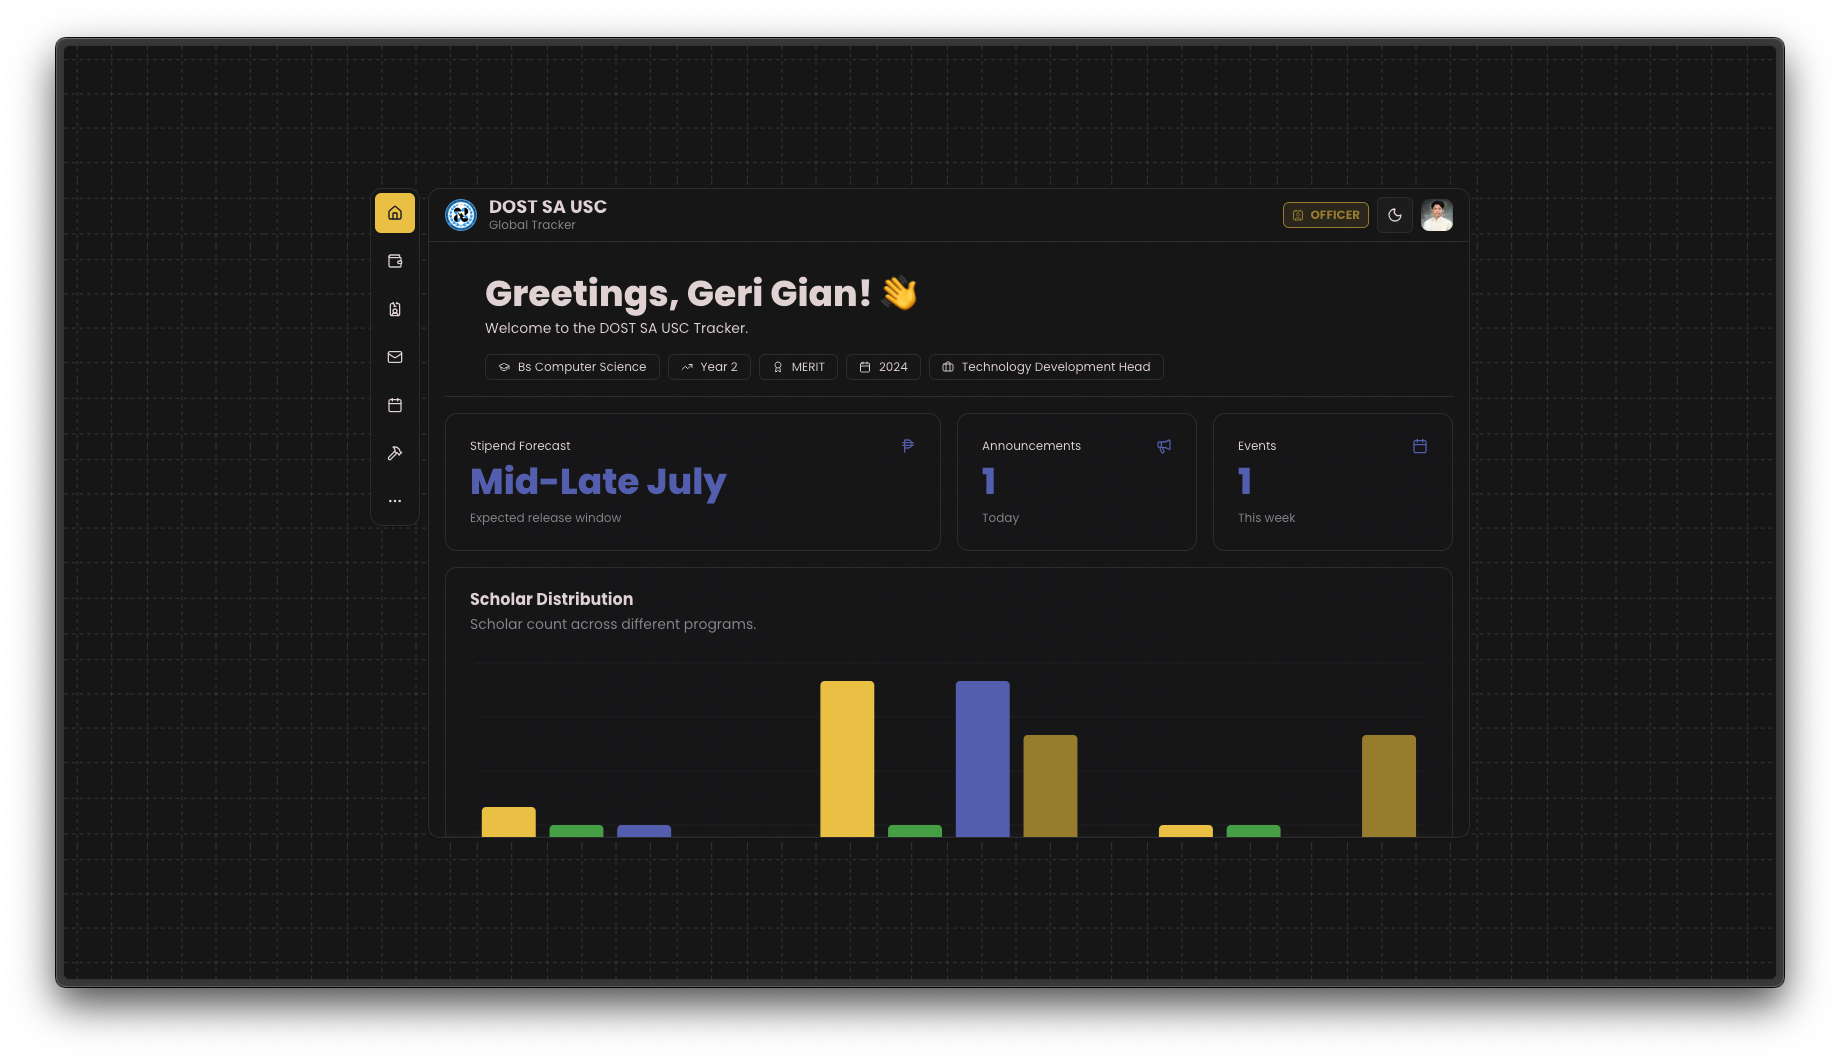 DOST SA USC
Global Tracker
OFFICER
Greetings, Geri Gian! 👋
Welcome to the DOST SA USC Tracker.
Bs Computer Science
Year 2
MERIT
2024
Technology Development Head
Stipend Forecast
Mid-Late July
Expected release window
Announcements
1
Today
Events
1
This week
Scholar Distribution
Scholar count across different programs.